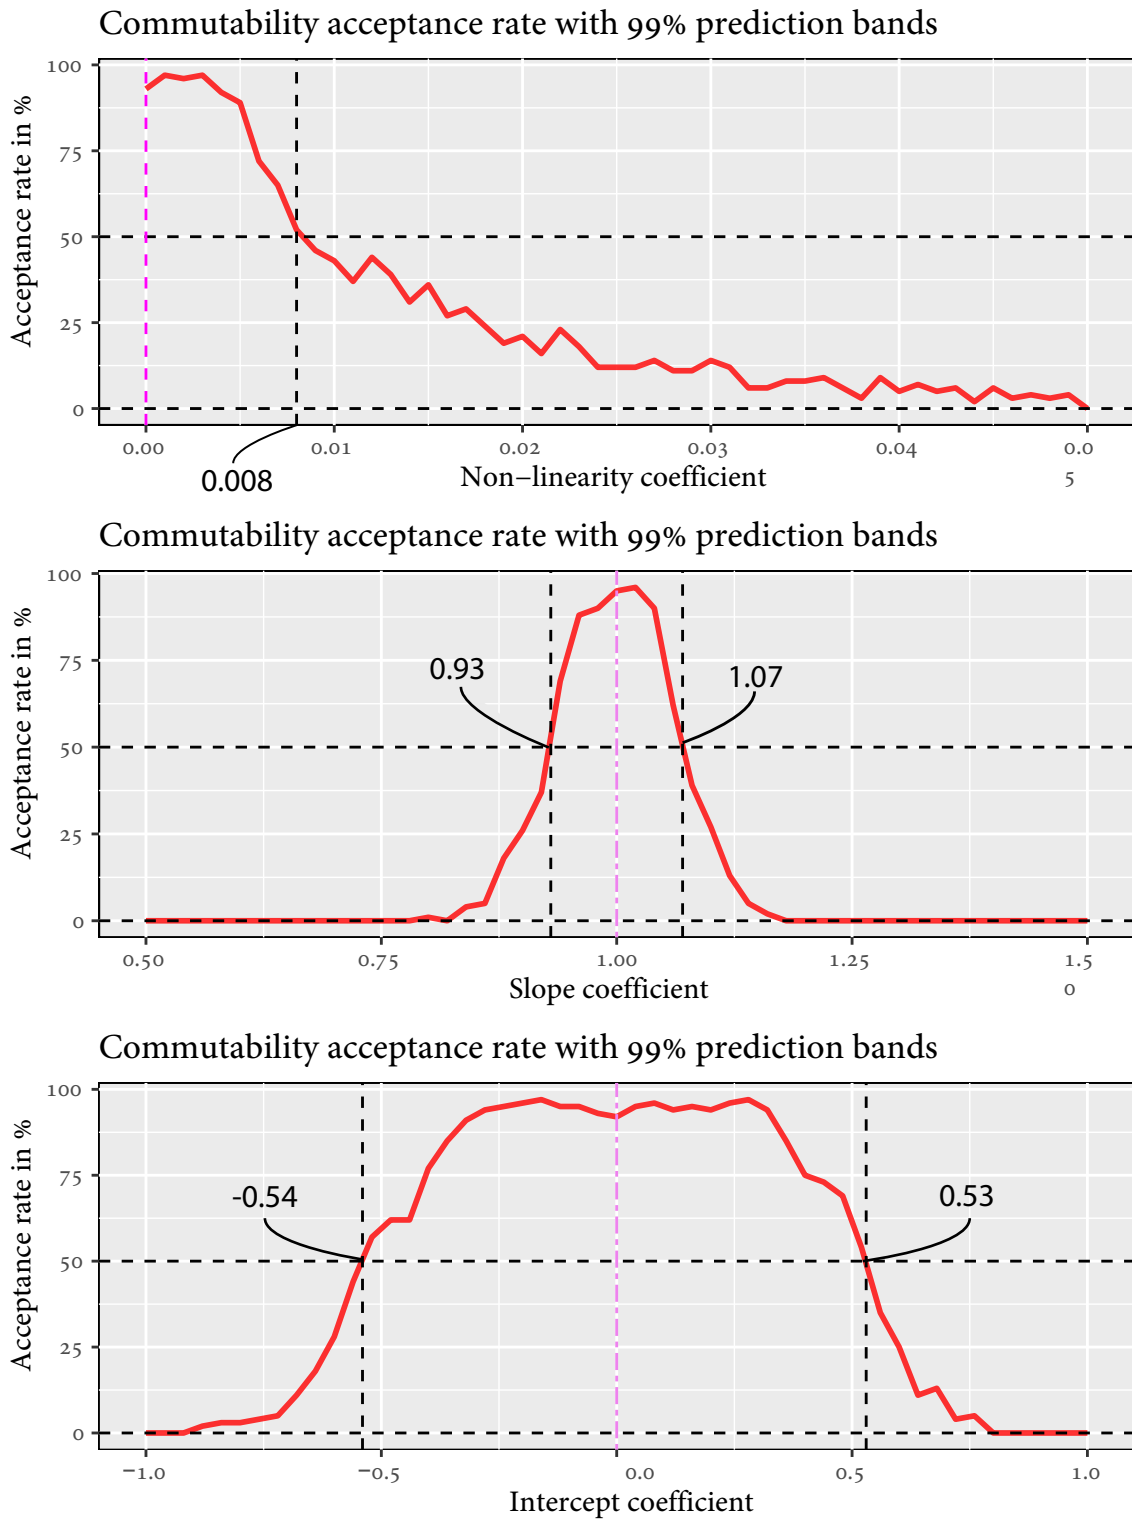 Commutability acceptance rate with 99% prediction bands
Acceptance rate in %
100
75
50
25
0
0.00 0.01 0.02 0.03 0.04 0.0
5
0.008
Non−linearity coefficient
Commutability acceptance rate with 99% prediction bands
Acceptance rate in %
100
75
50
25
0
0.93
1.07
0.50 0.75 1.00 1.25 1.5
0
Slope coefficient
Commutability acceptance rate with 99% prediction bands
Acceptance rate in %
100
75
50
25
0
-0.54
0.53
−1.0 −0.5 0.0 0.5 1.0
Intercept coefficient